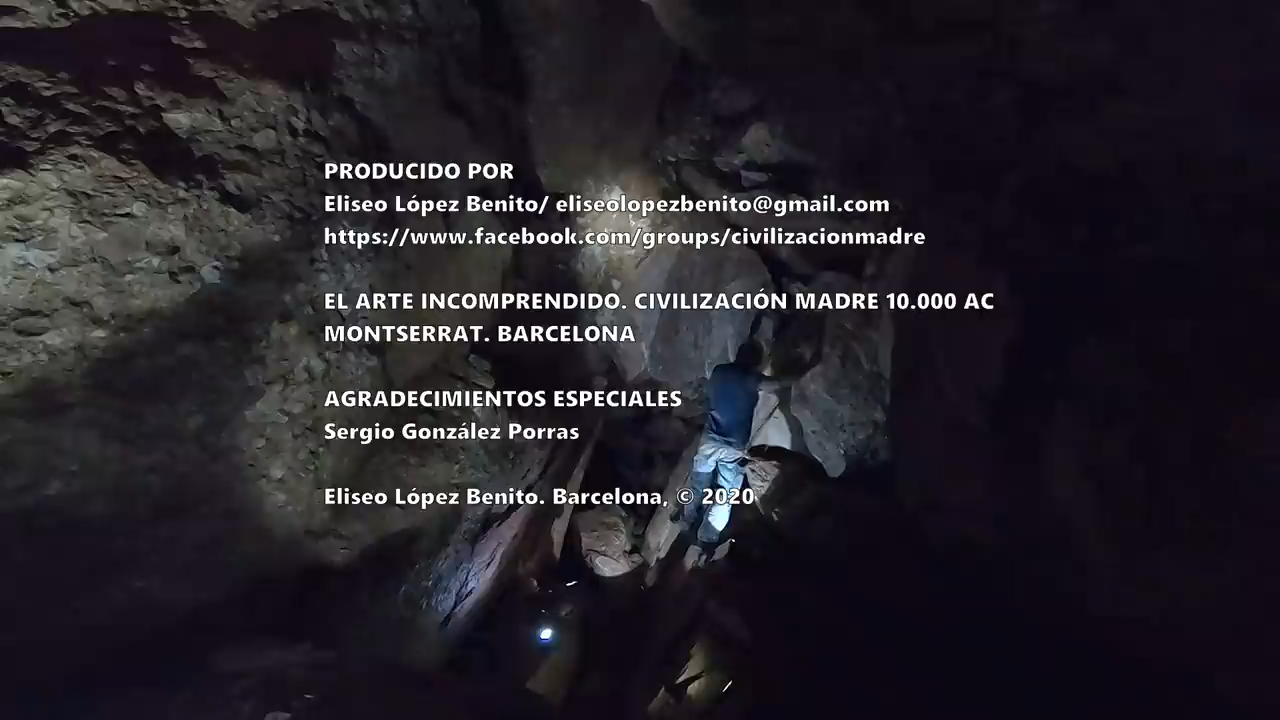 PRODUCIDO POR
Eliseo López Benito/ eliseolopezbenito@gmail.com
https://www.facebook.com/groups/civilizacionmadre
EL ARTE INCOMPRENDIDO. CIVILIZACIÓN MADRE 10.000 AC
MONTSERRAT. BARCELONA
AGRADECIMIENTOS ESPECIALES
Sergio González Porras
Eliseo López Benito. Barcelona, © 2020